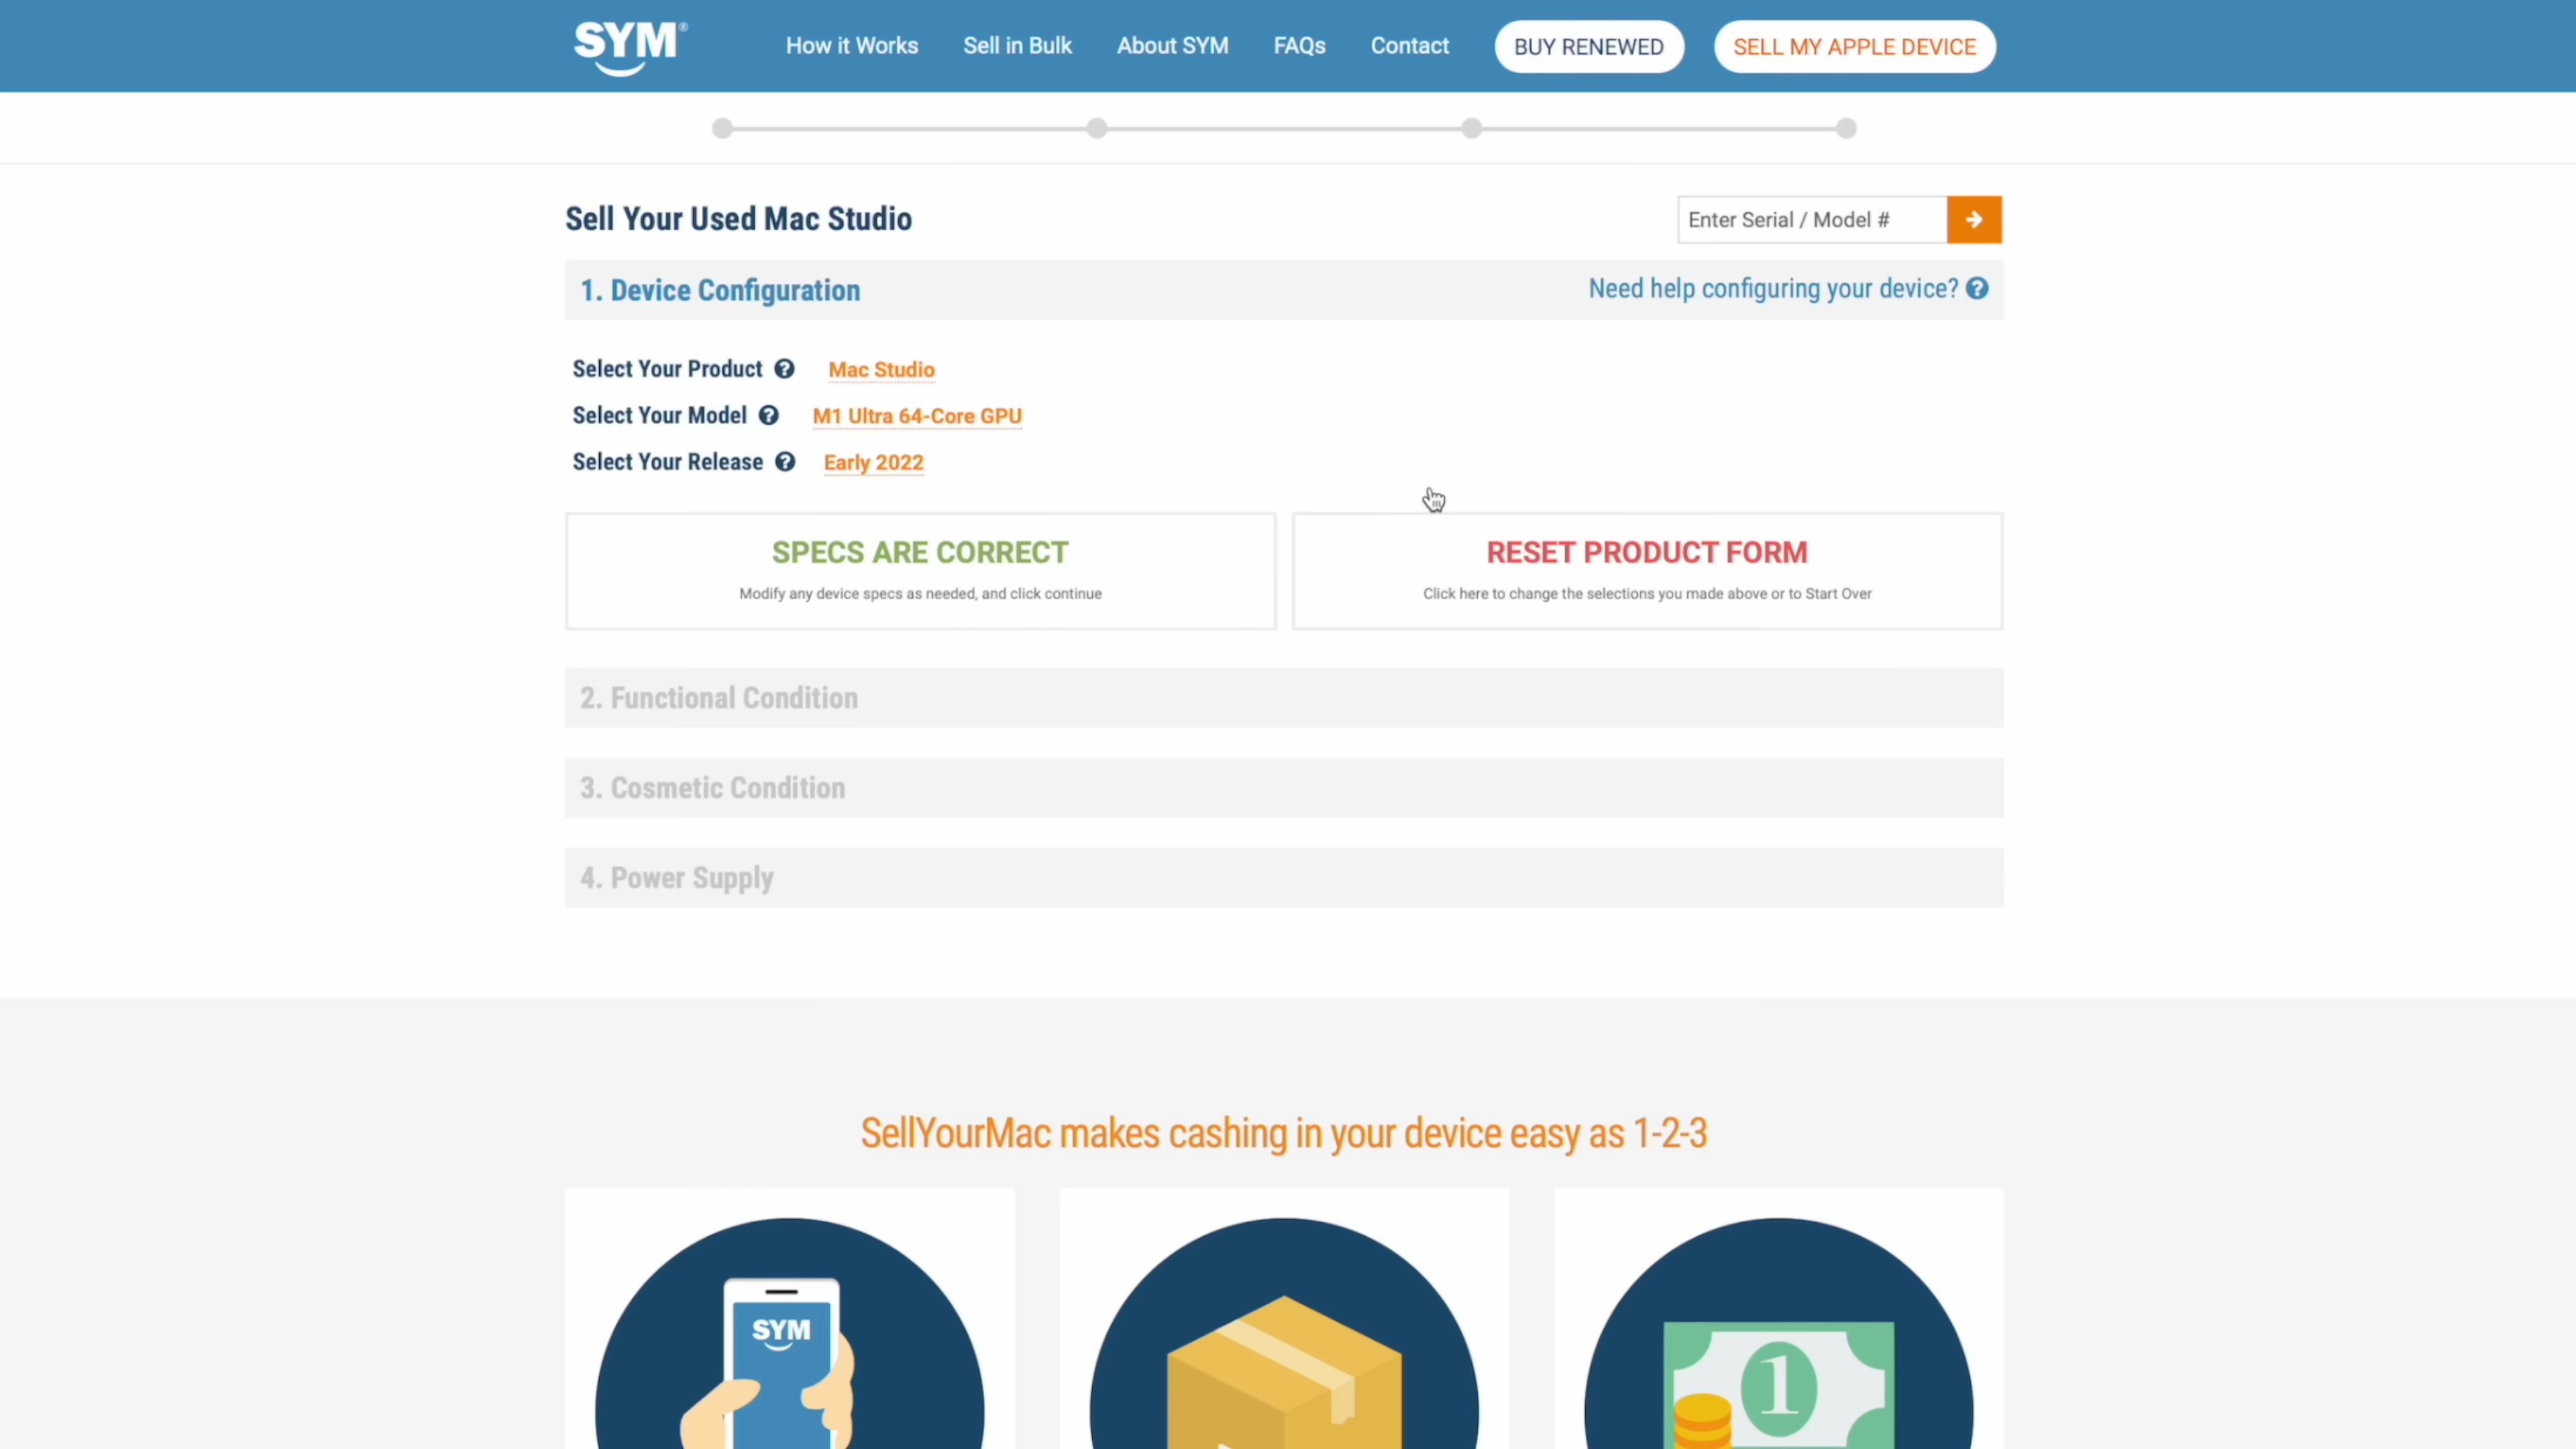 SYM®
How it Works
Sell in Bulk
About SYM
FAQs
Contact
BUY RENEWED
SELL MY APPLE DEVICE
Sell Your Used Mac Studio
Enter Serial / Model #
1. Device Configuration
Need help configuring your device? ?
Select Your Product ? Mac Studio
Select Your Model ? M1 Ultra 64-Core GPU
Select Your Release ? Early 2022
SPECS ARE CORRECT
Modify any device specs as needed, and click continue
RESET PRODUCT FORM
Click here to change the selections you made above or to Start Over
2. Functional Condition
3. Cosmetic Condition
4. Power Supply
SellYourMac makes cashing in your device easy as 1-2-3
SYM
1